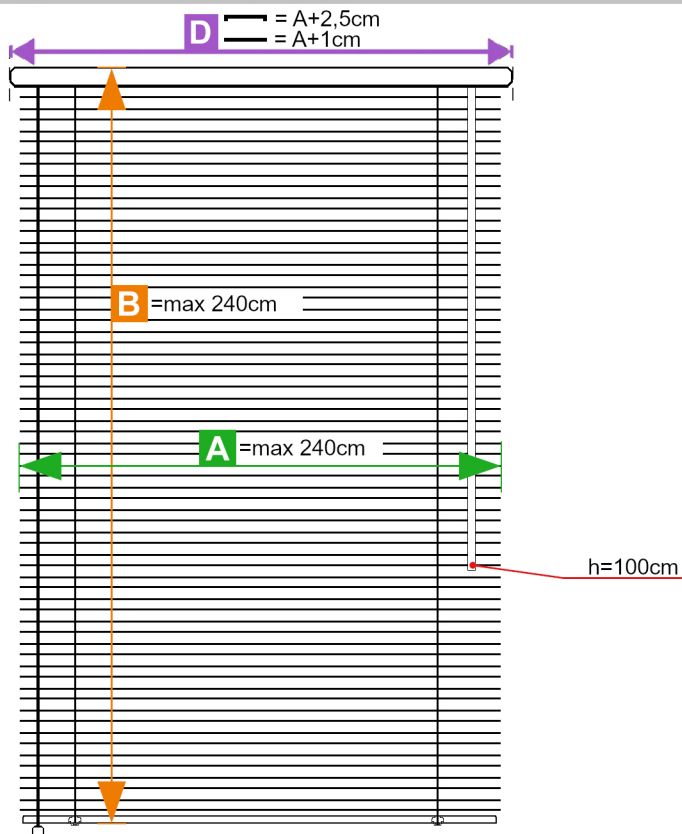 D = A+2,5cm
= A+1cm
B =max 240cm
A =max 240cm
h=100cm